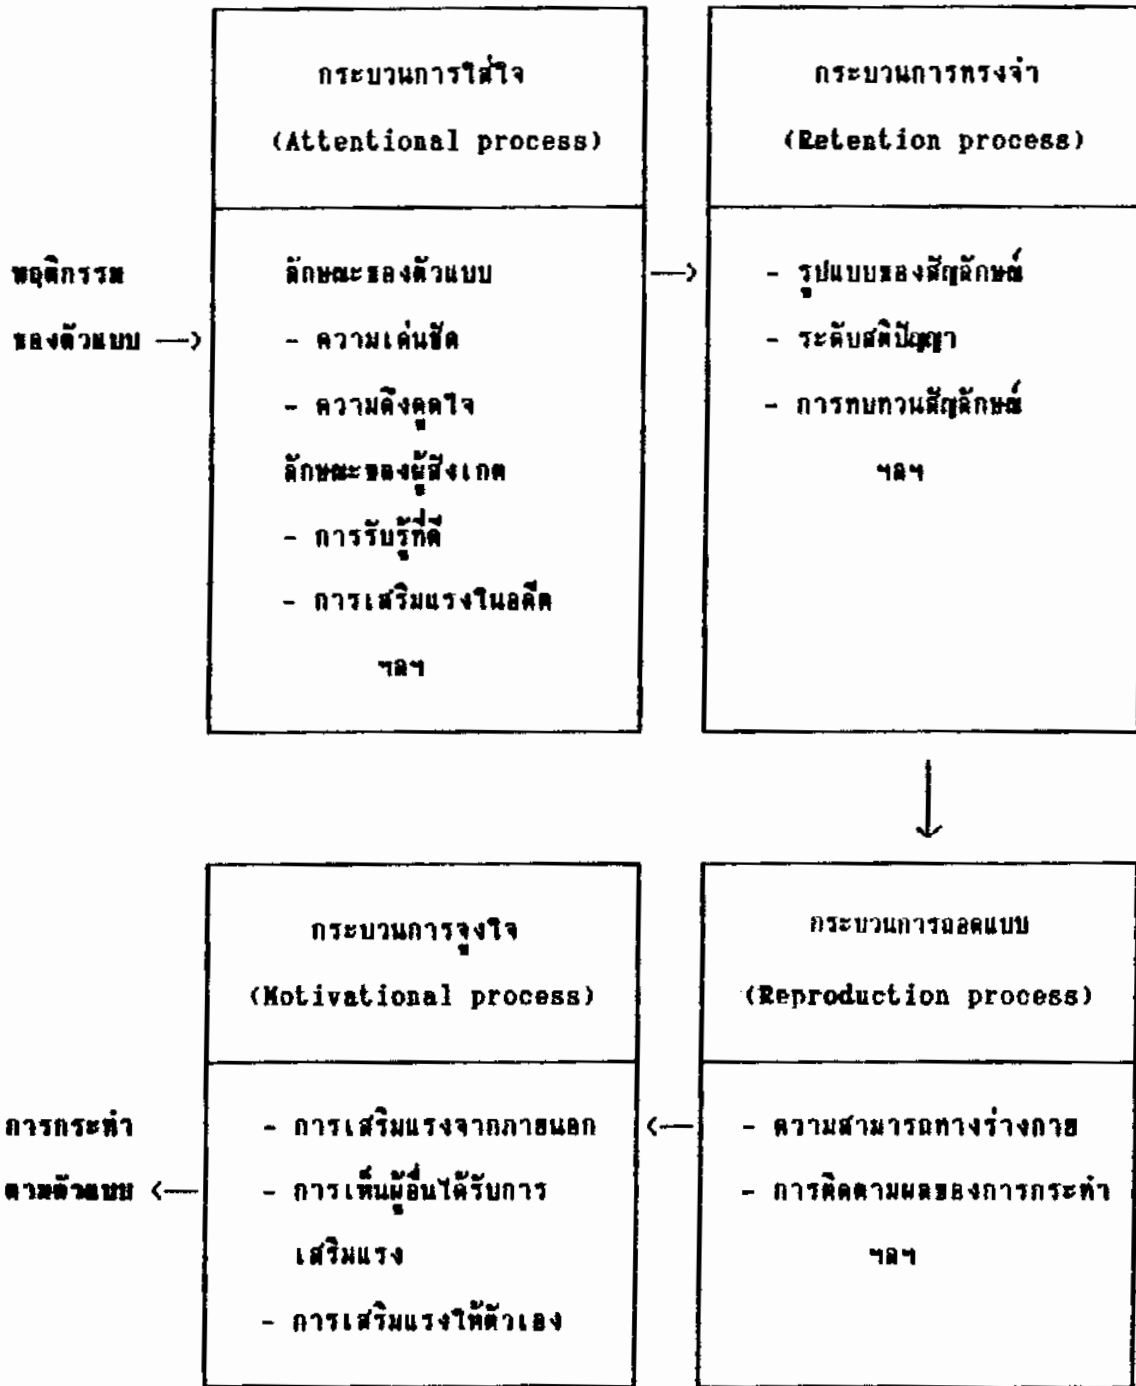 กระบวนการใส่ใจ
(Attentional process)
กระบวนการทรงจำ
(Retention process)
พฤติกรรม
ของตัวแบบ —>
ลักษณะของตัวแบบ
- ความเด่นชัด
- ความดึงดูดใจ
ลักษณะของผู้สังเกต
- การรับรู้ที่ดี
- การเสริมแรงในอดีต
ฯลฯ
—>
- รูปแบบของสัญลักษณ์
- ระดับสติปัญญา
- การทบทวนสัญลักษณ์
ฯลฯ
กระบวนการถอดแบบ
(Reproduction process)
- ความสามารถทางร่างกาย
- การติดตามผลของการกระทำ
ฯลฯ
<—
กระบวนการจูงใจ
(Motivational process)
- การเสริมแรงจากภายนอก
- การเห็นผู้อื่นได้รับการ
เสริมแรง
- การเสริมแรงให้ตัวเอง
การกระทำ
ตามตัวแบบ <—